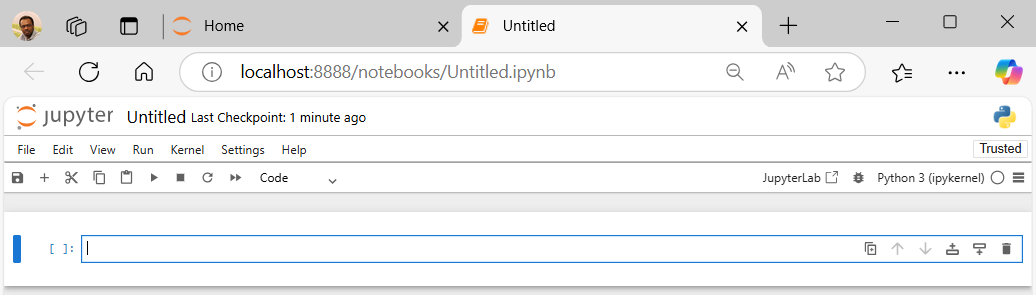 Home
Untitled
localhost:8888/notebooks/Untitled.ipynb
jupyter Untitled Last Checkpoint: 1 minute ago
File Edit View Run Kernel Settings Help
Trusted
Code
JupyterLab
Python 3 (ipykernel)
[ ]: